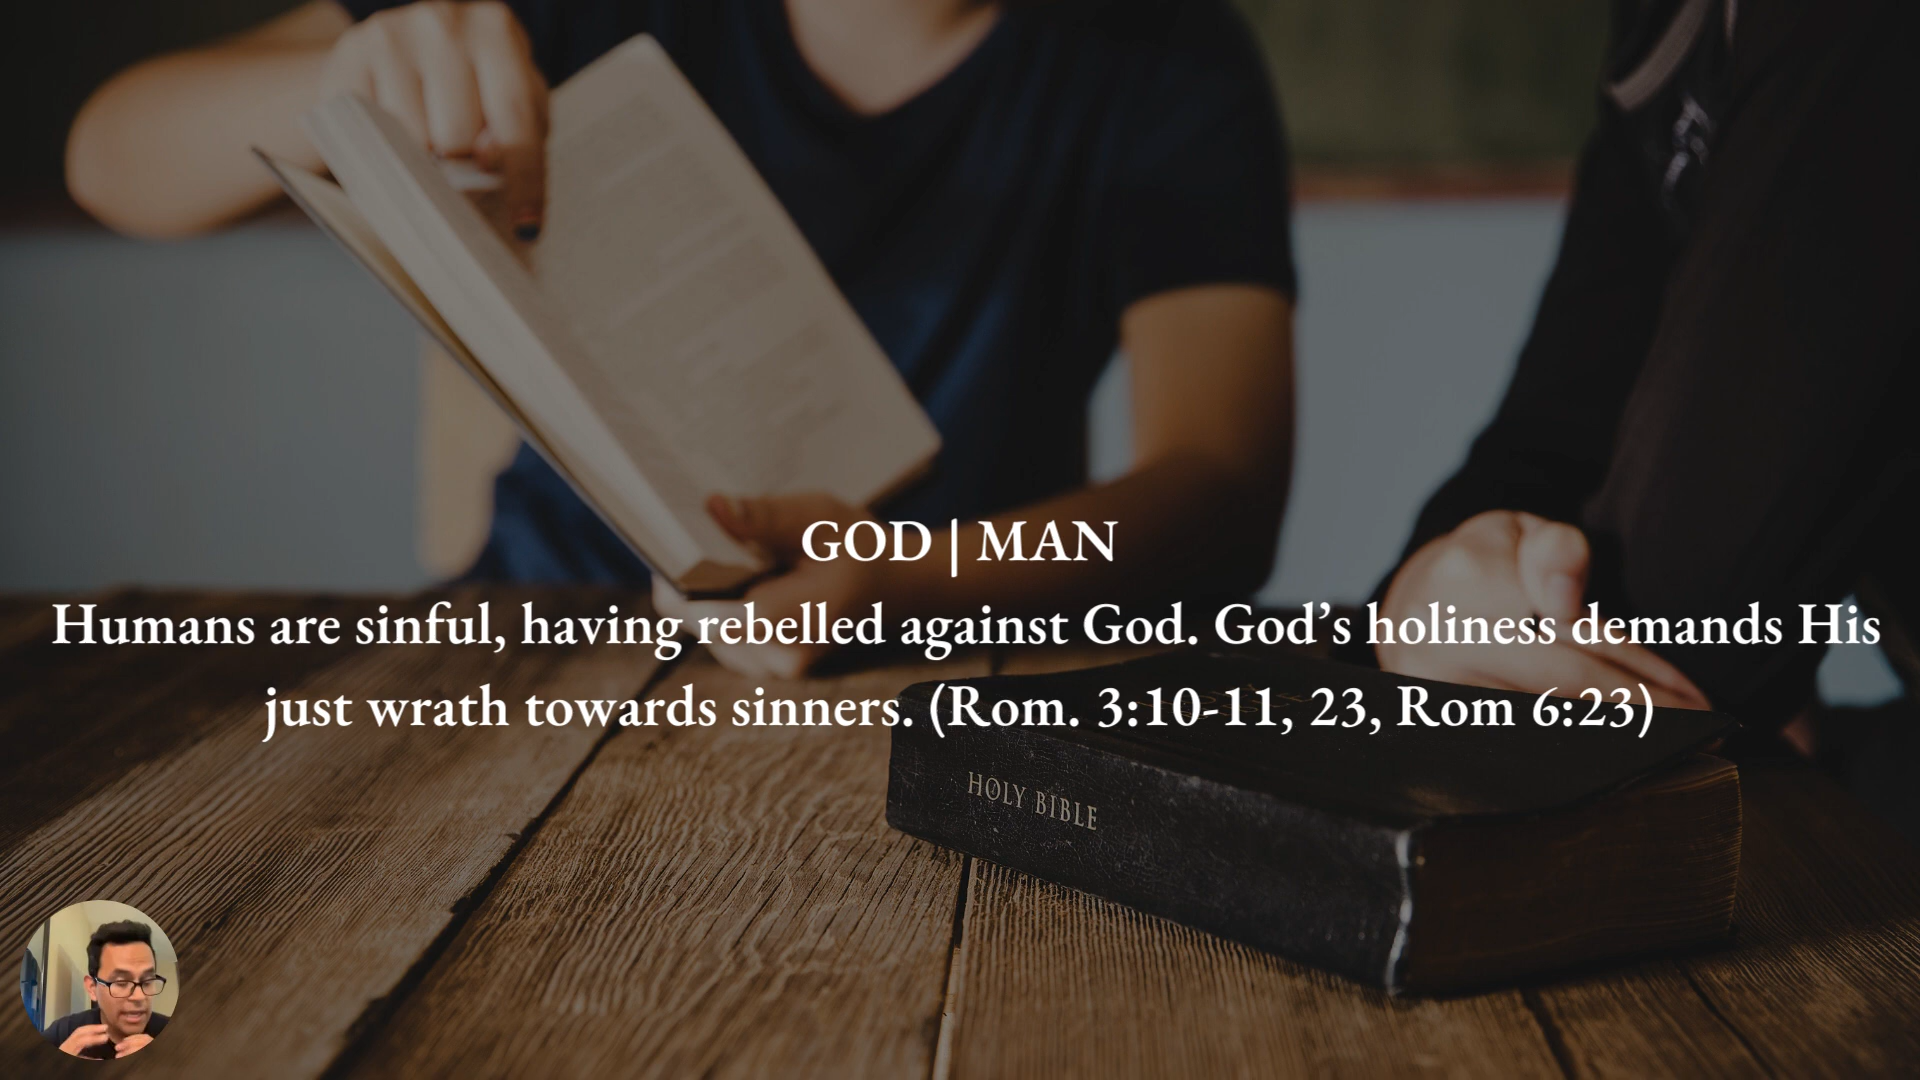 GOD | MAN
Humans are sinful, having rebelled against God. God’s holiness demands His
just wrath towards sinners. (Rom. 3:10-11, 23, Rom 6:23)
HOLY BIBLE